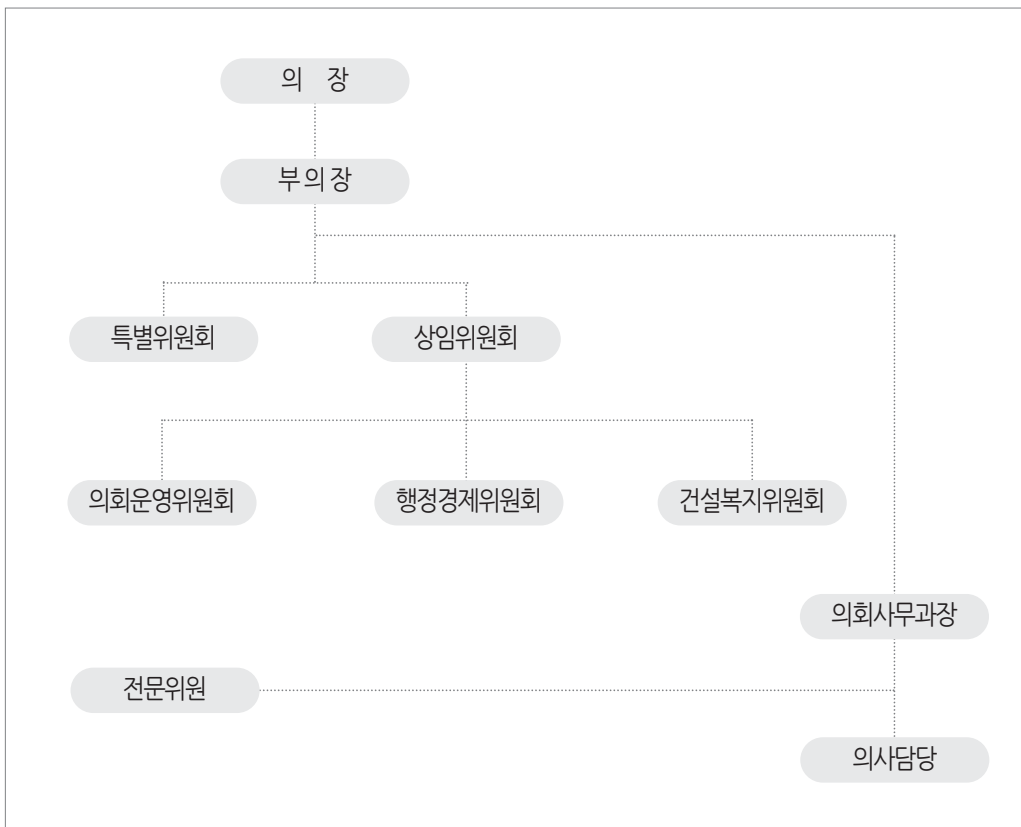 의 장
부의장
특별위원회
상임위원회
의회운영위원회
행정경제위원회
건설복지위원회
의회사무과장
전문위원
의사담당